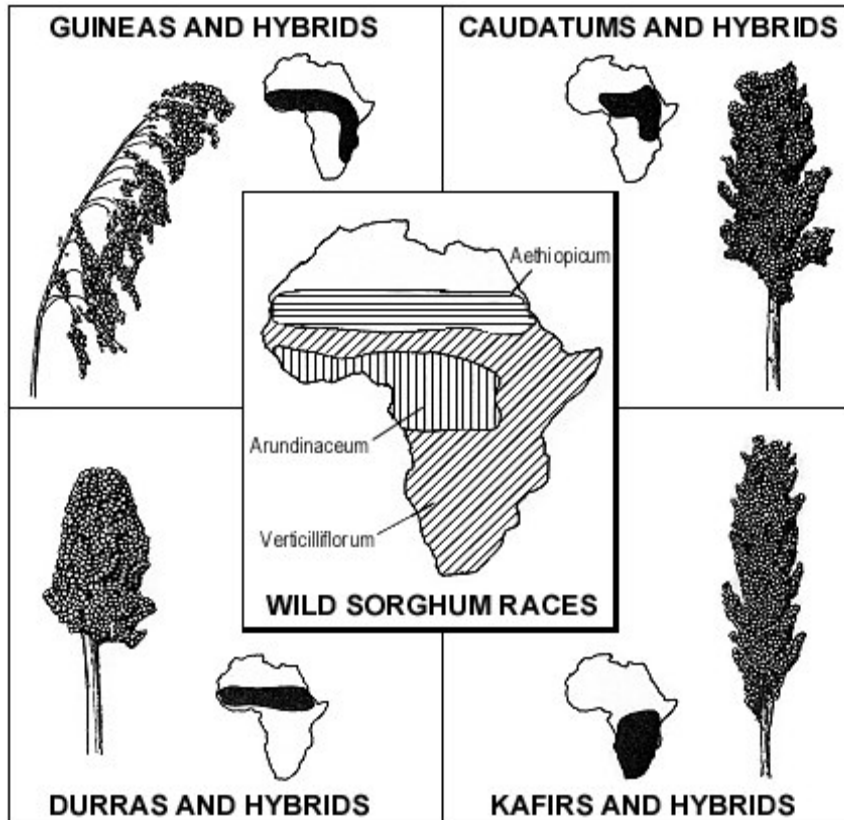 GUINEAS AND HYBRIDS
CAUDATUMS AND HYBRIDS
Aethiopicum
Arundinaceum
Verticilliflorum
WILD SORGHUM RACES
DURRAS AND HYBRIDS
KAFIRS AND HYBRIDS